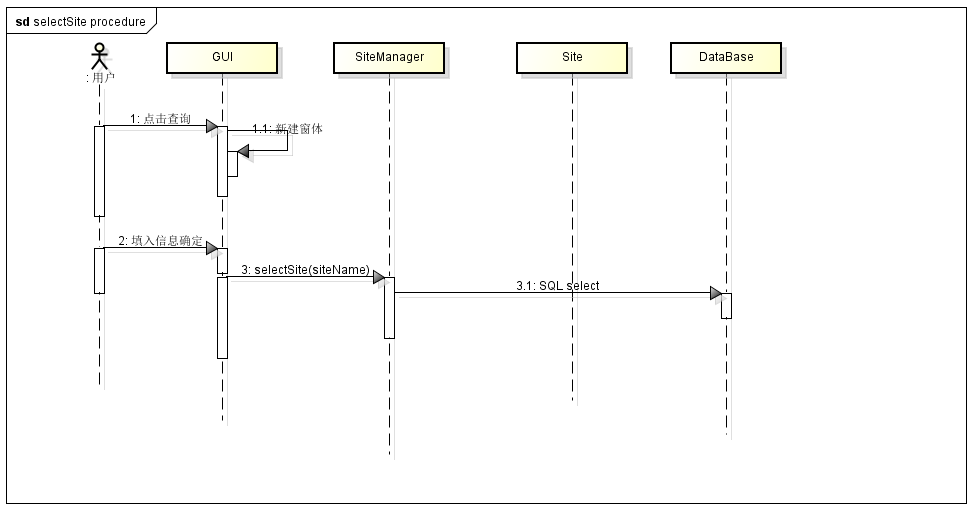 sd selectSite procedure
: 用户
GUI
SiteManager
Site
DataBase
1: 点击查询
1.1: 新建窗体
2: 填入信息确定
3: selectSite(siteName)
3.1: SQL select